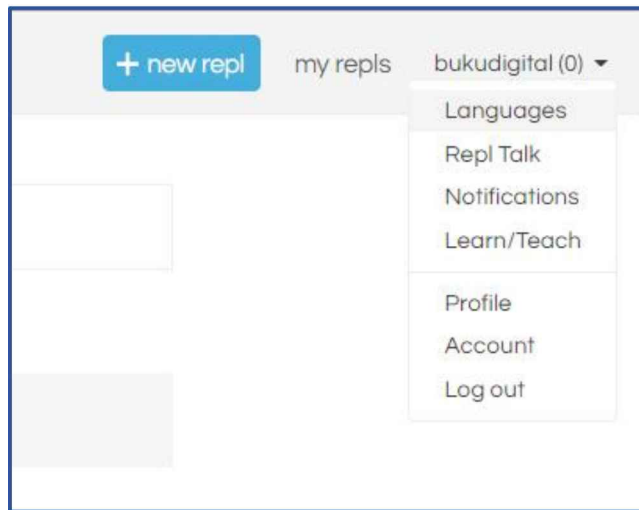 + new repl my repls bukudigital (0)
Languages
Repl Talk
Notifications
Learn/Teach
Profile
Account
Log out